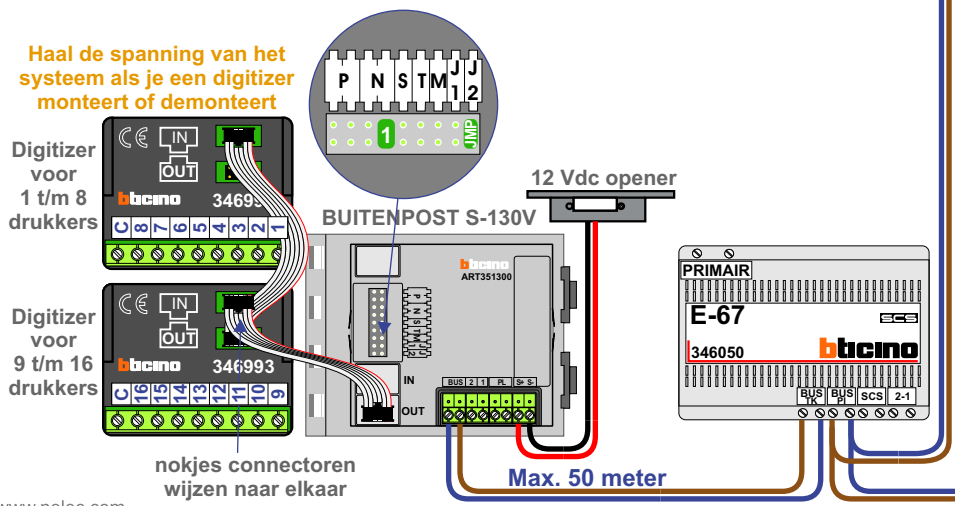 Haal de spanning van het
systeem als je een digitizer
monteert of demonteert
P N S T M J1 J2
1 JMP
Digitizer
voor
1 t/m 8
drukkers
CE IN
OUT
bticino
C 8 7 6 5 4 3 2 1
12 Vdc opener
BUITENPOST S-130V
bticino
ART351300
P N S T M J1 J2
IN
OUT
BUS 2 1 PL S+ S-
Digitizer
voor
9 t/m 16
drukkers
CE IN
OUT
bticino 346993
C 16 15 14 13 12 11 10 9
PRIMAIR
E-67
SCS
346050 bticino
BUS TK BUS PI SCS 2-1
nokjes connectoren
wijzen naar elkaar
Max. 50 meter